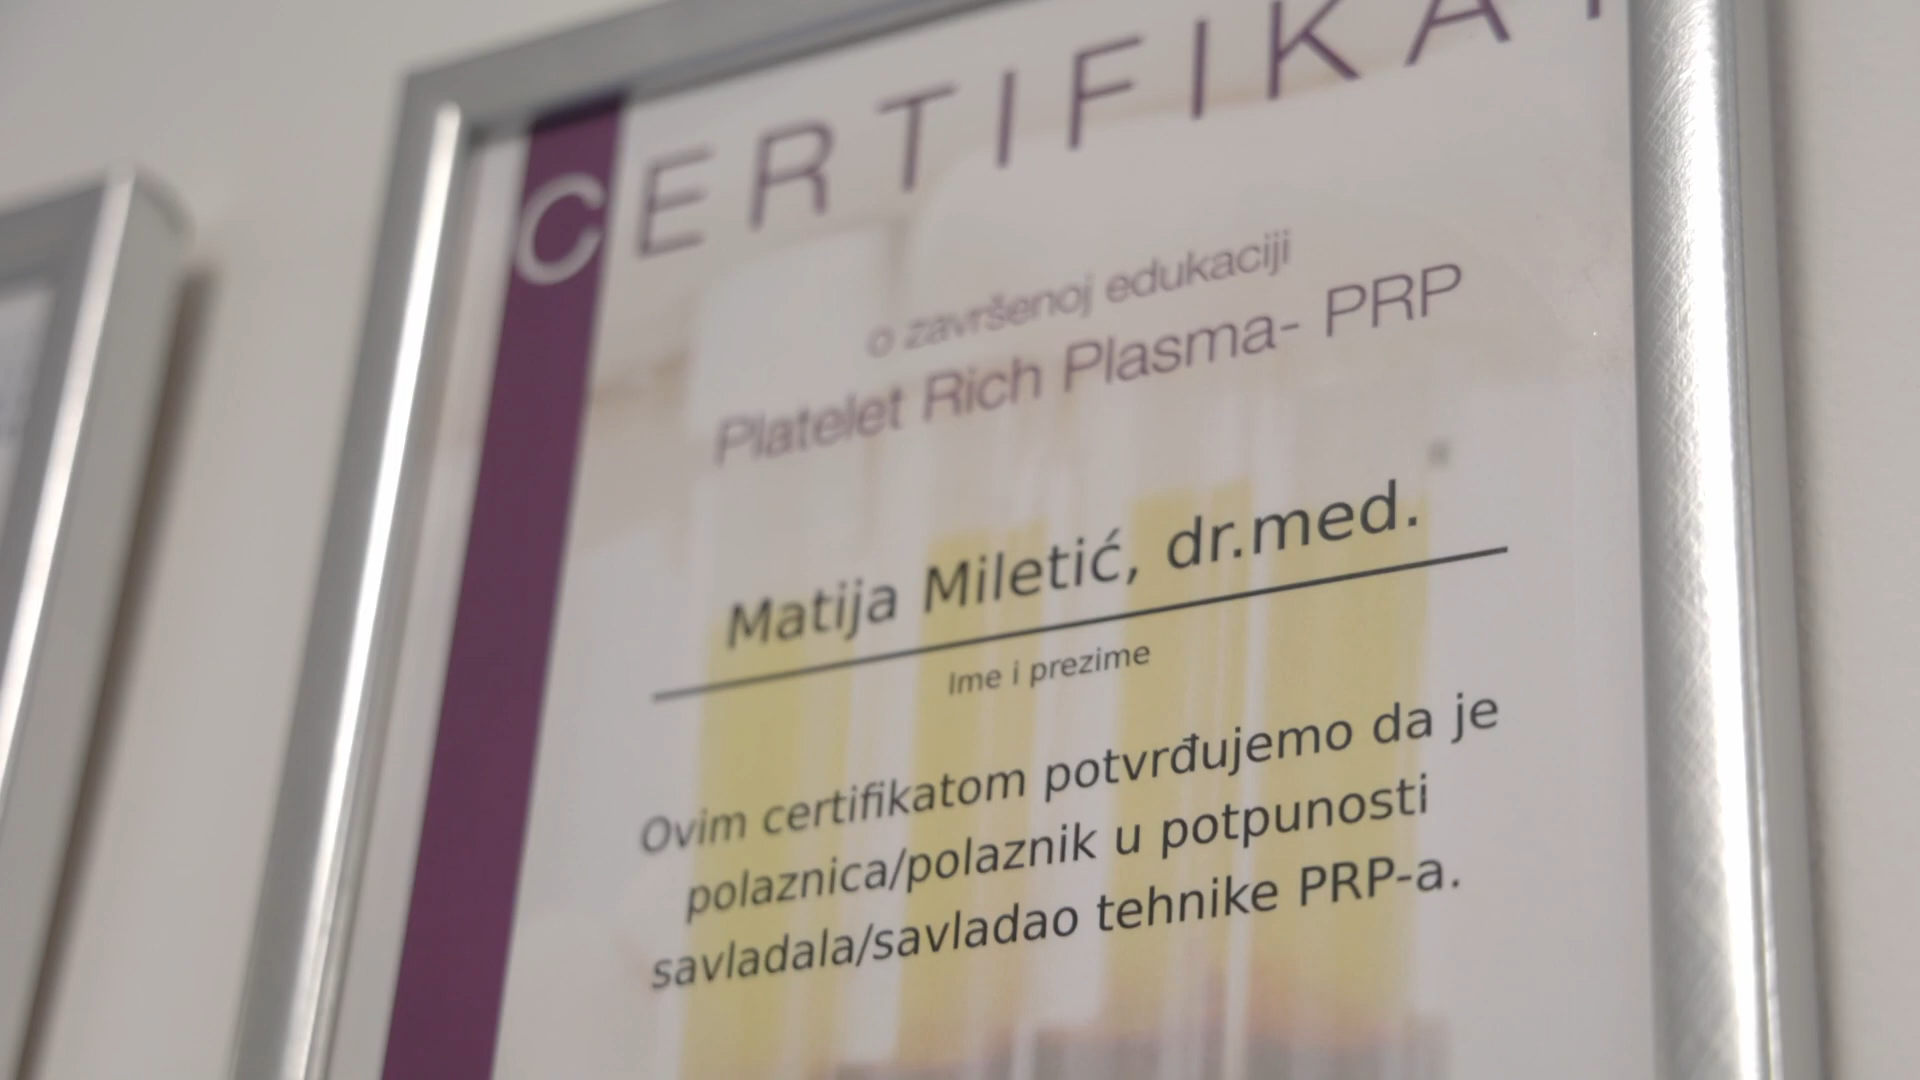 CERTIFIKAT
o završenoj edukaciji
Platelet Rich Plasma- PRP
Matija Miletić, dr.med.
Ime i prezime
Ovim certifikatom potvrđujemo da je
polaznica/polaznik u potpunosti
savladala/savladao tehnike PRP-a.